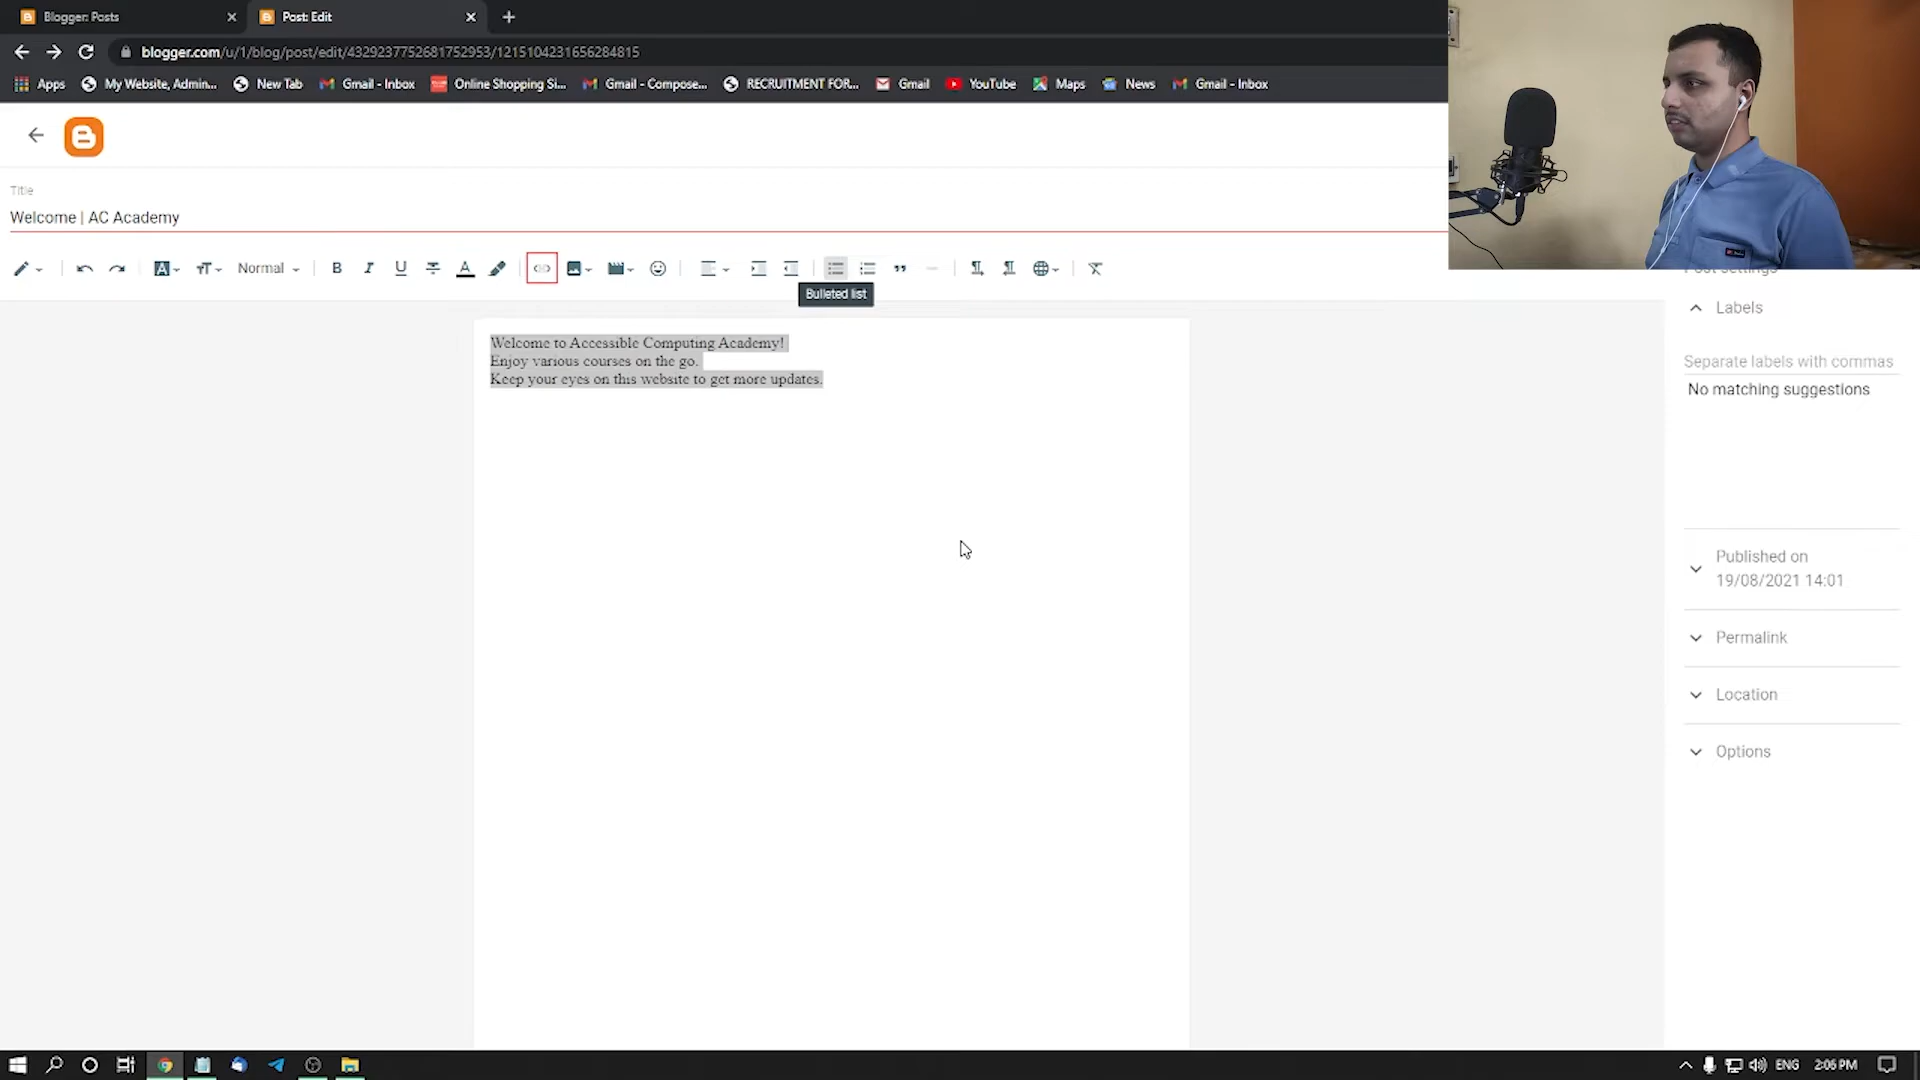 Blogger: Posts
Post: Edit
blogger.com/u/1/blog/post/edit/4329237752681752953/1215104231656284815
Apps
My Website, Admin...
New Tab
Gmail - Inbox
Online Shopping Si...
Gmail - Compose...
RECRUITMENT FOR...
Gmail
YouTube
Maps
News
Gmail - Inbox
Title
Welcome | AC Academy
Normal
Bulleted list
Welcome to Accessible Computing Academy!
Enjoy various courses on the go.
Keep your eyes on this website to get more updates.
Post settings
Labels
Separate labels with commas
No matching suggestions
Published on
19/08/2021 14:01
Permalink
Location
Options
ENG
2:06 PM